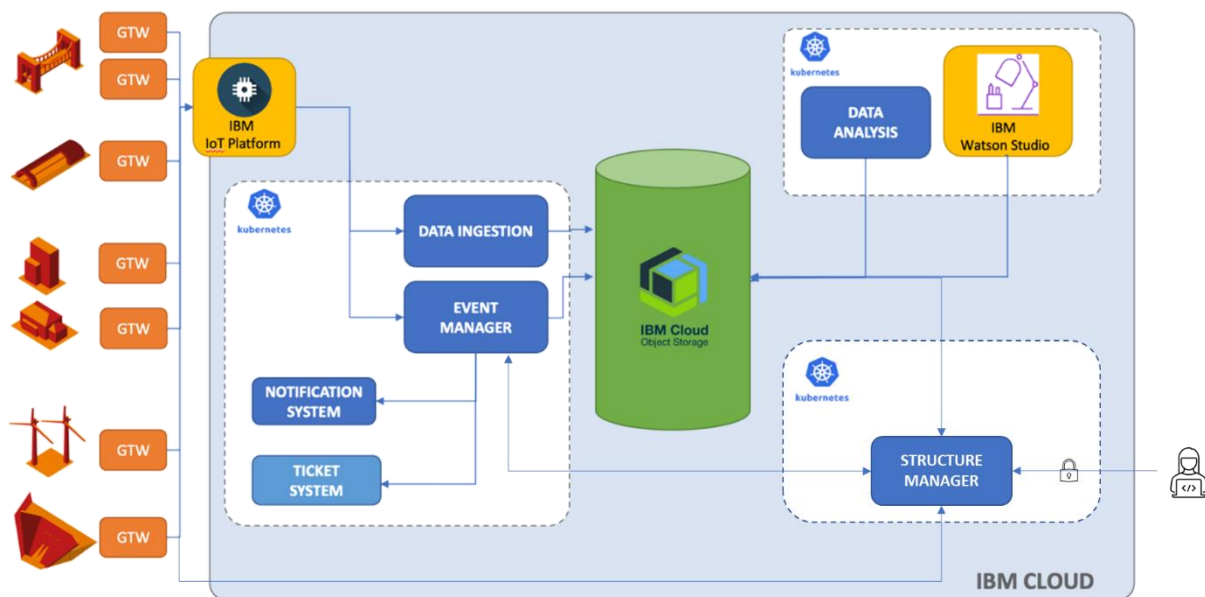 GTW
GTW
GTW
GTW
GTW
GTW
GTW
IBM
IoT Platform
kubernetes
DATA INGESTION
EVENT
MANAGER
NOTIFICATION
SYSTEM
TICKET
SYSTEM
IBM Cloud
Object Storage
kubernetes
DATA
ANALYSIS
IBM
Watson Studio
kubernetes
STRUCTURE
MANAGER
</>
IBM CLOUD